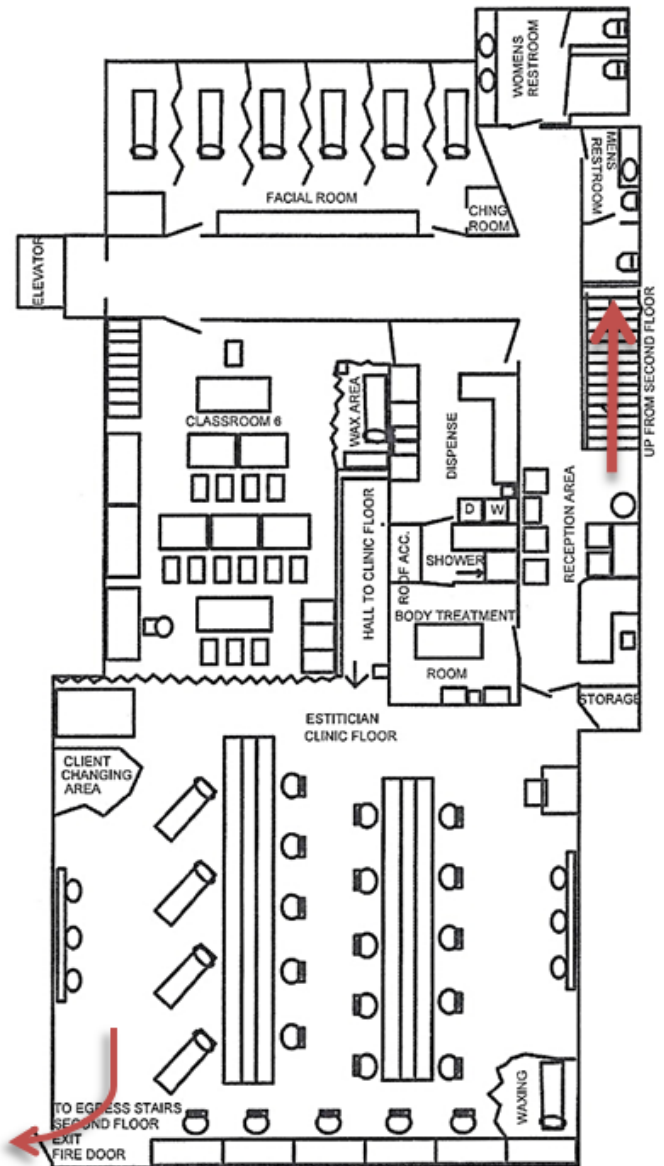 WOMENS
RESTROOM
MENS
RESTROOM
FACIAL ROOM
CHNG
ROOM
ELEVATOR
UP FROM SECOND FLOOR
WAX AREA
CLASSROOM 6
DISPENSE
D
W
RECEPTION AREA
ROOF ACC.
SHOWER
HALL TO CLINIC FLOOR
BODY TREATMENT
ROOM
STORAGE
ESTITICIAN
CLINIC FLOOR
CLIENT
CHANGING
AREA
WAXING
TO EGRESS STAIRS
SECOND FLOOR
EXIT
FIRE DOOR